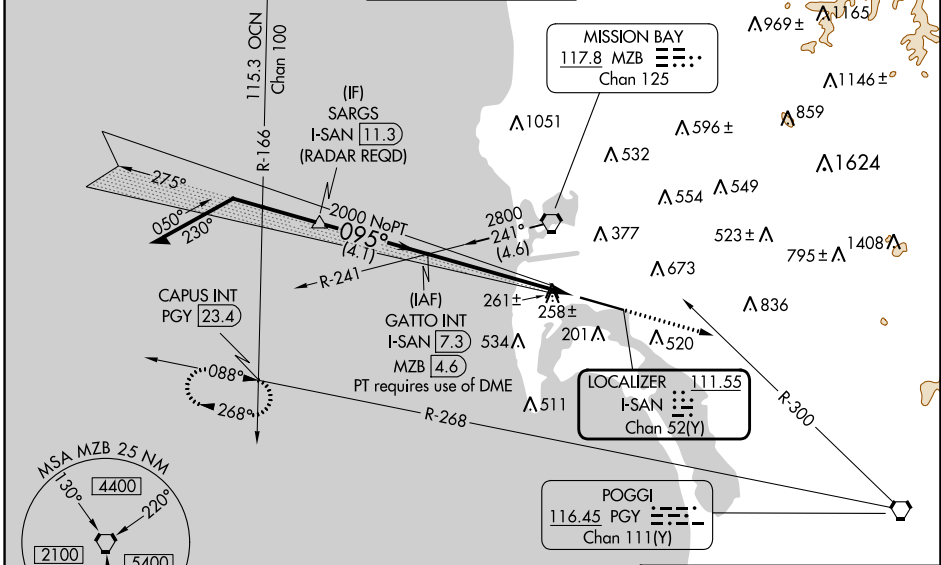 115.3 OCN
Chan 100
R-166
(IF)
SARGS
I-SAN 11.3
(RADAR REQD)
MISSION BAY
117.8 MZB
Chan 125
969±
1165
1146±
859
1051
596±
532
1624
554
549
377
523±
795±
1408
673
836
275°
050°
230°
2000 NoPT
095°
(4.1)
2800
241°
(4.6)
R-241
CAPUS INT
PGY 23.4
(IAF)
GATTO INT
I-SAN 7.3
MZB 4.6
PT requires use of DME
261±
258±
534
201
520
511
088°
268°
R-268
LOCALIZER 111.55
I-SAN
Chan 52(Y)
R-300
POGGI
116.45 PGY
Chan 111(Y)
MSA MZB 25 NM
130°
4400
220°
2100
5400